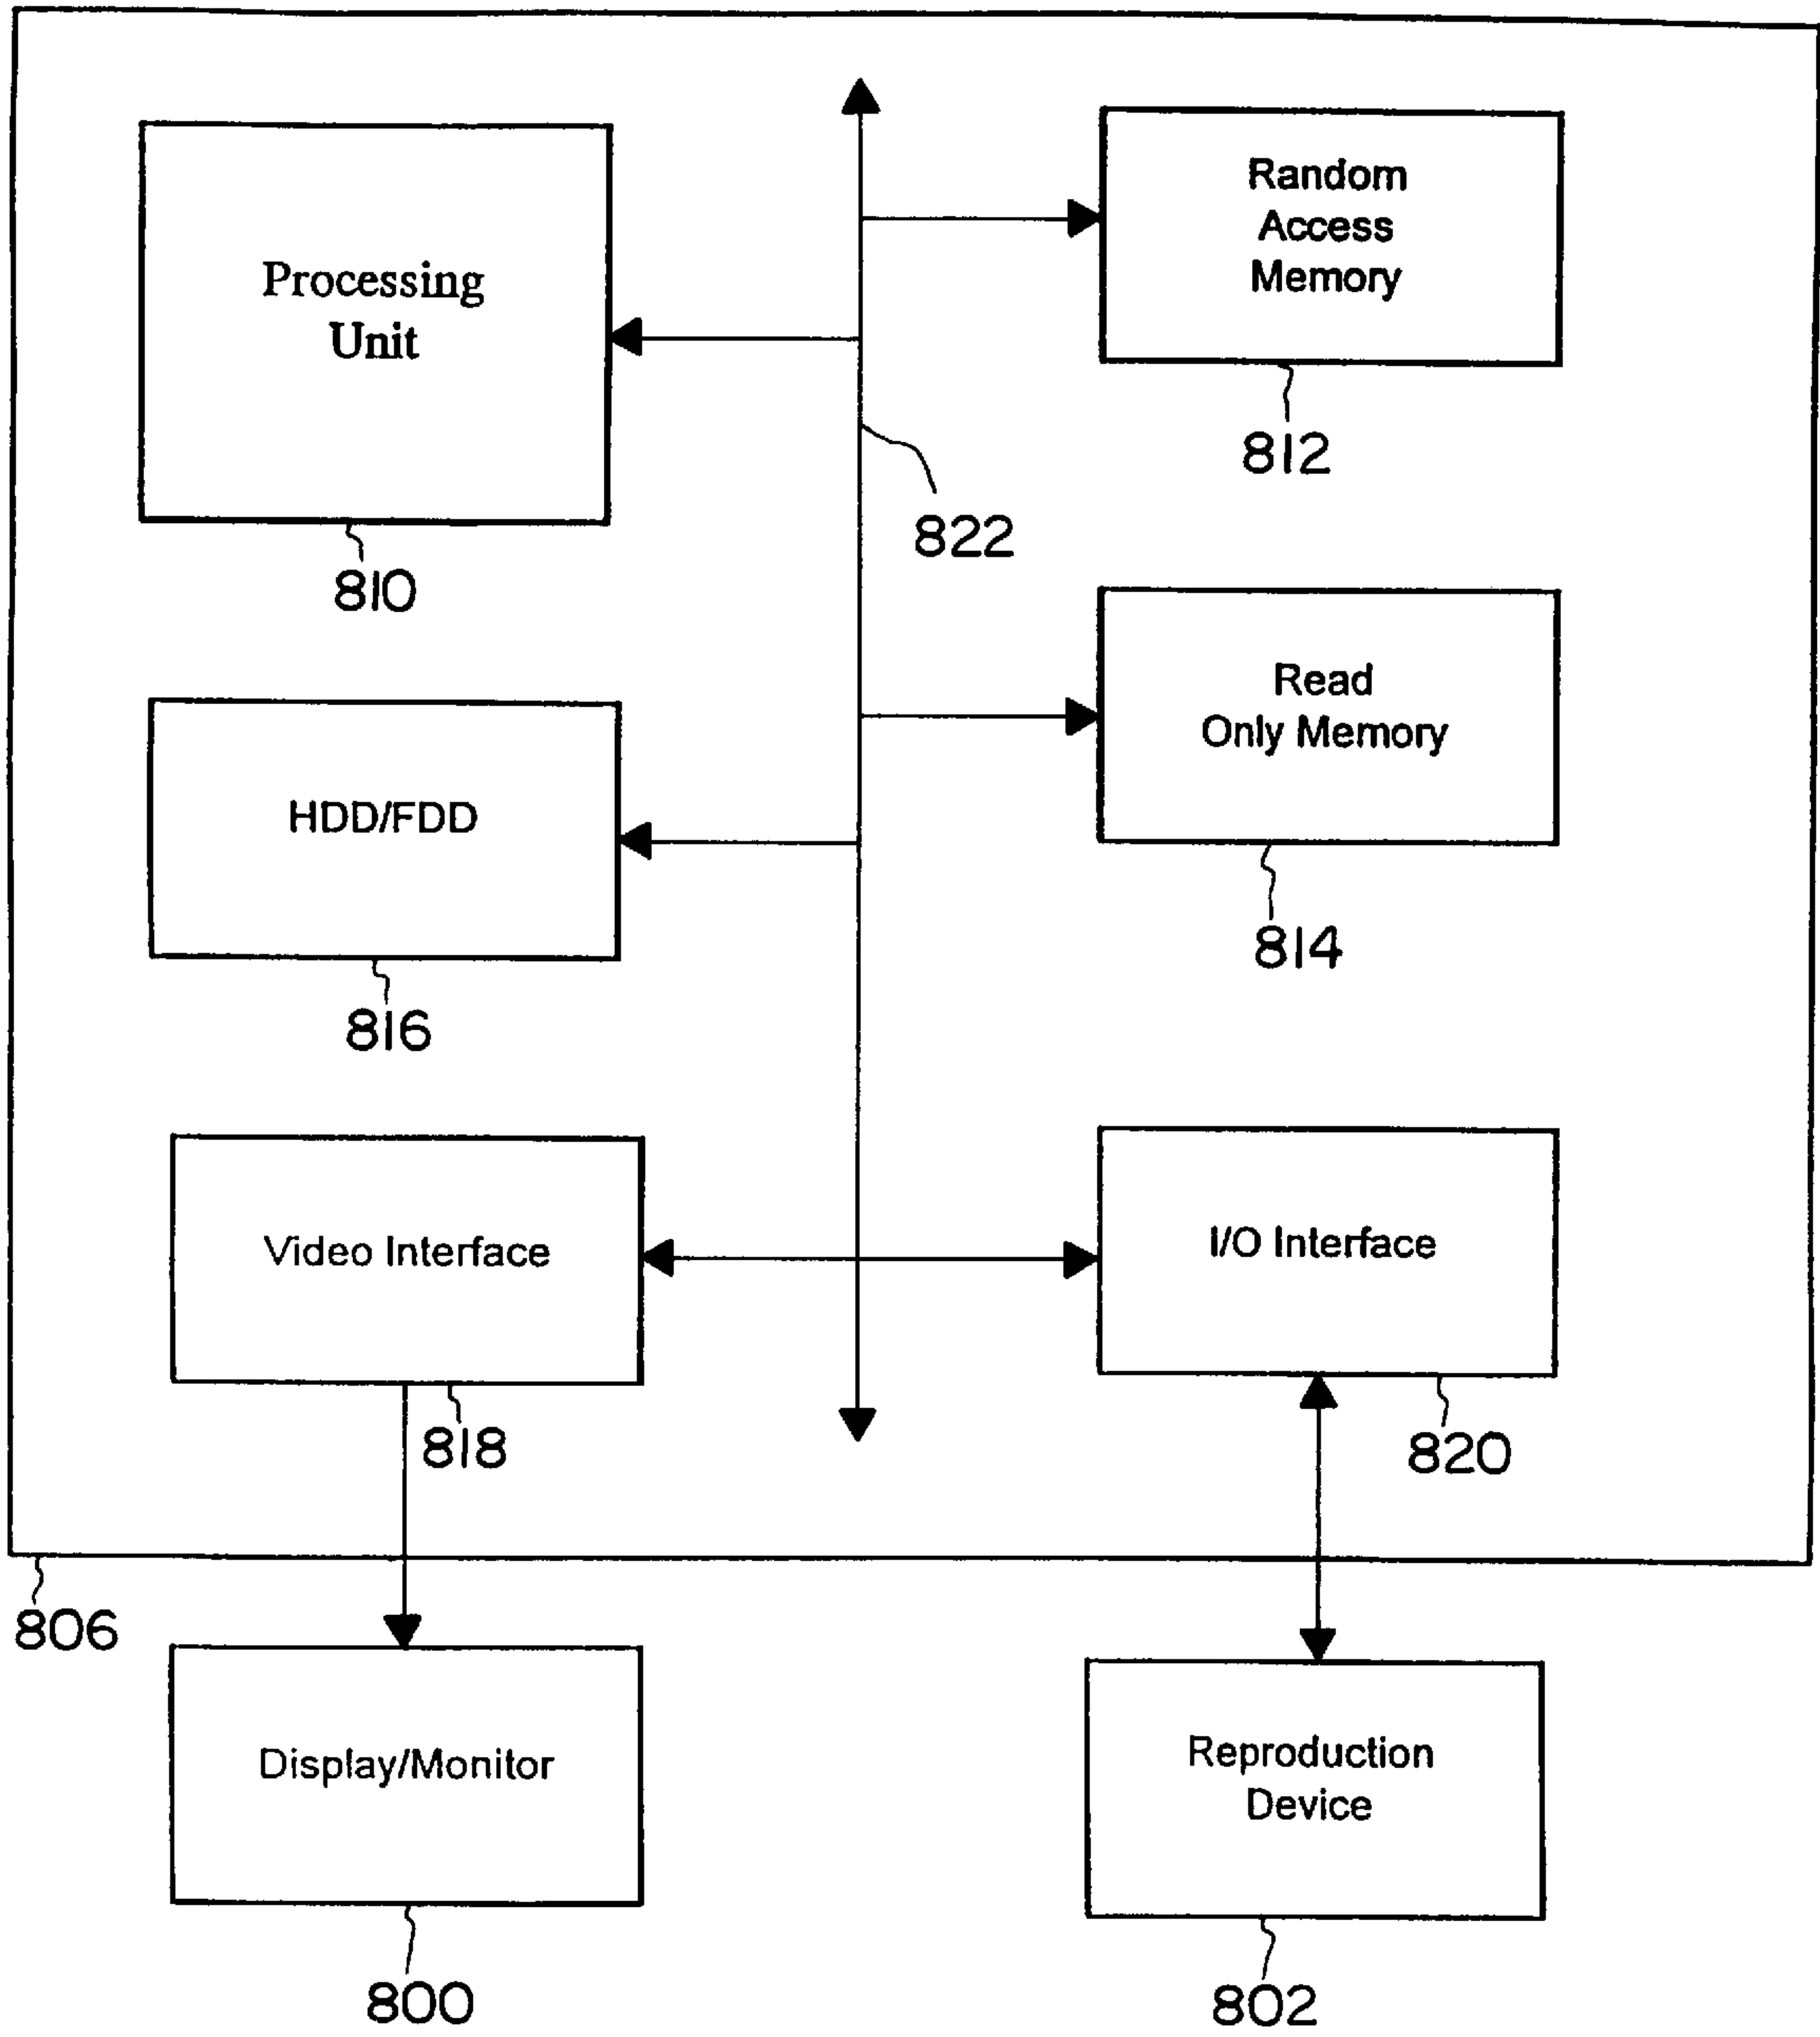 Processing
Unit
810
Random
Access
Memory
812
822
Read
Only Memory
814
HDD/FDD
816
Video Interface
818
I/O Interface
820
806
Display/Monitor
800
Reproduction
Device
802